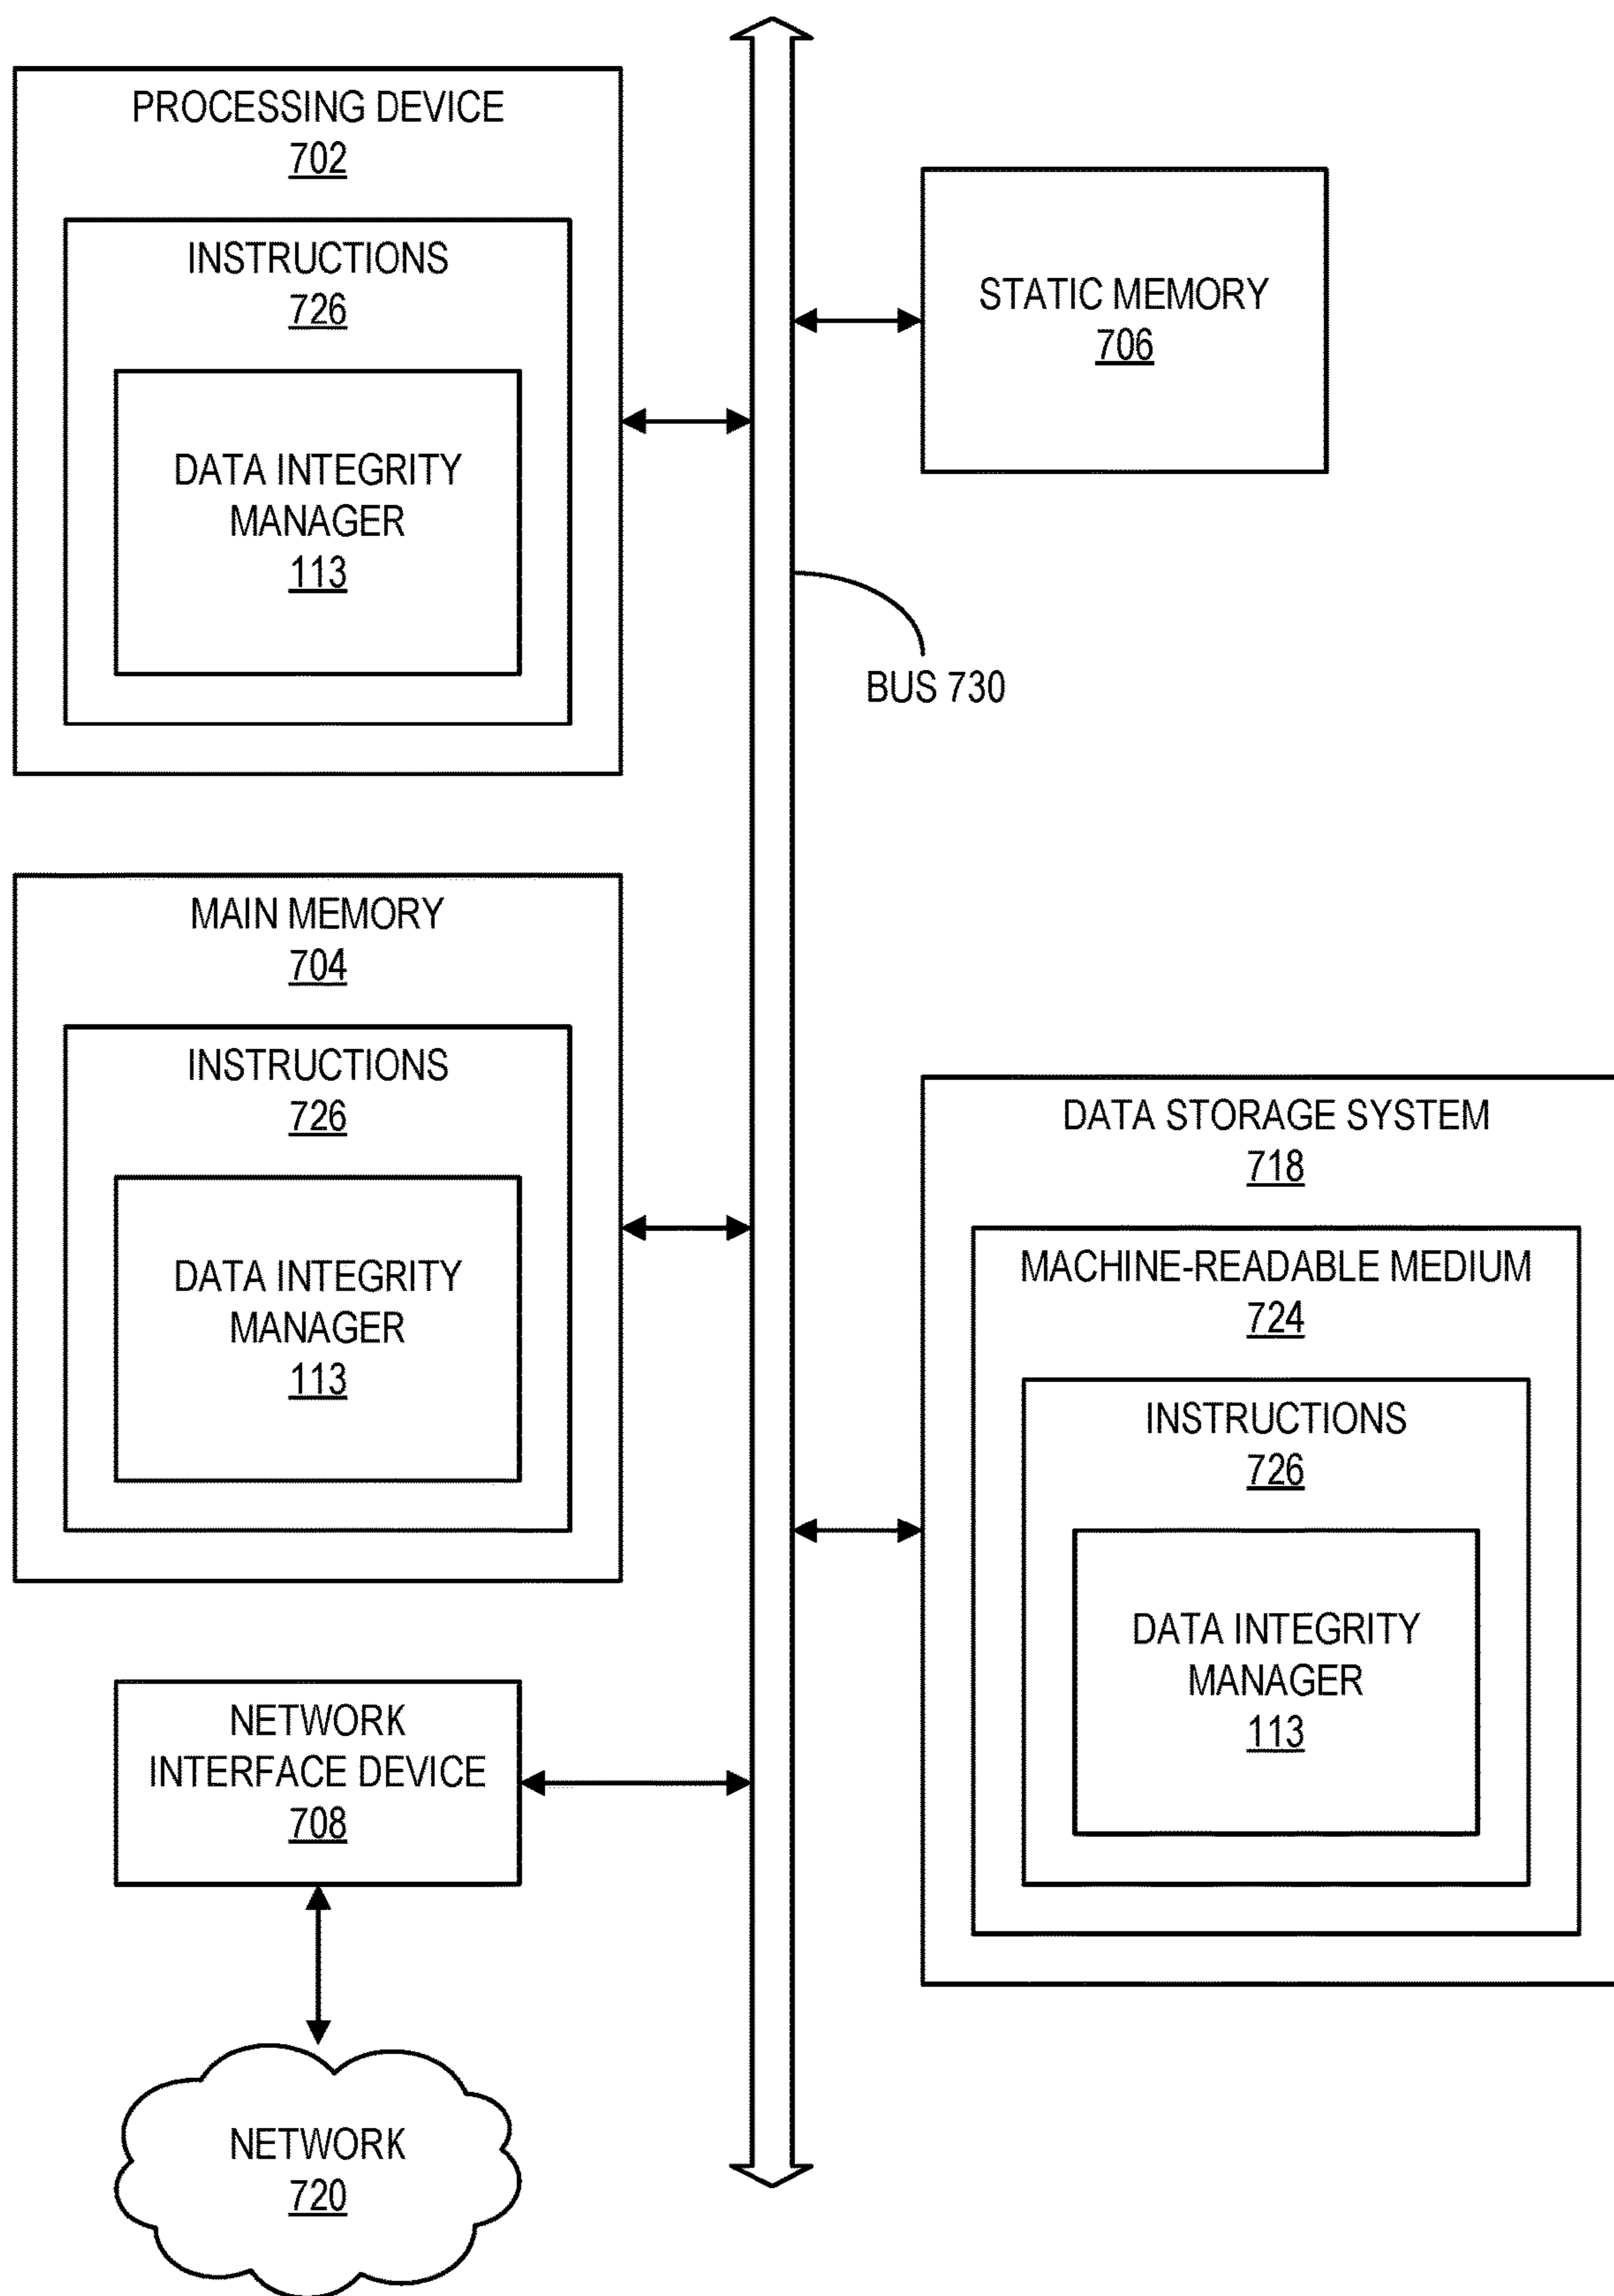 PROCESSING DEVICE
702
INSTRUCTIONS
726
DATA INTEGRITY
MANAGER
113
STATIC MEMORY
706
BUS 730
MAIN MEMORY
704
INSTRUCTIONS
726
DATA INTEGRITY
MANAGER
113
DATA STORAGE SYSTEM
718
MACHINE-READABLE MEDIUM
724
INSTRUCTIONS
726
DATA INTEGRITY
MANAGER
113
NETWORK
INTERFACE DEVICE
708
NETWORK
720